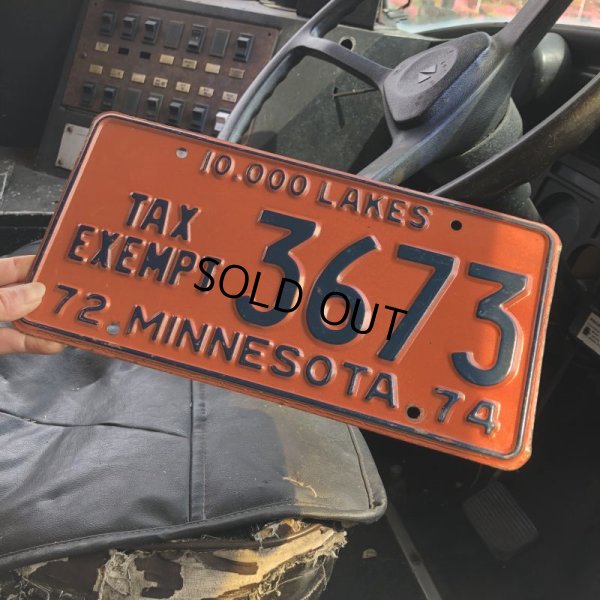 10.000 LAKES
TAX
EXEMPT
3673
SOLD OUT
72 MINNESOTA 74